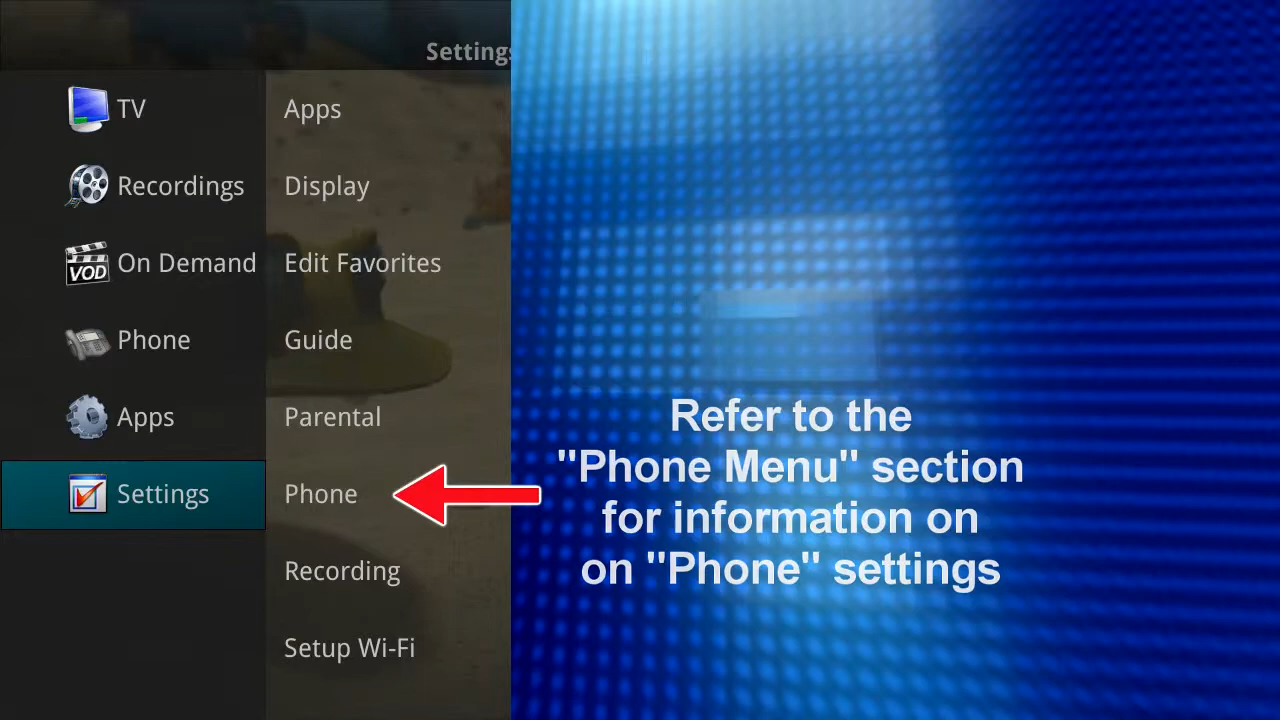 Settings
TV
Recordings
VOD
On Demand
Phone
Apps
Settings
Apps
Display
Edit Favorites
Guide
Parental
Phone
Recording
Setup Wi-Fi
Refer to the
"Phone Menu" section
for information on
on "Phone" settings